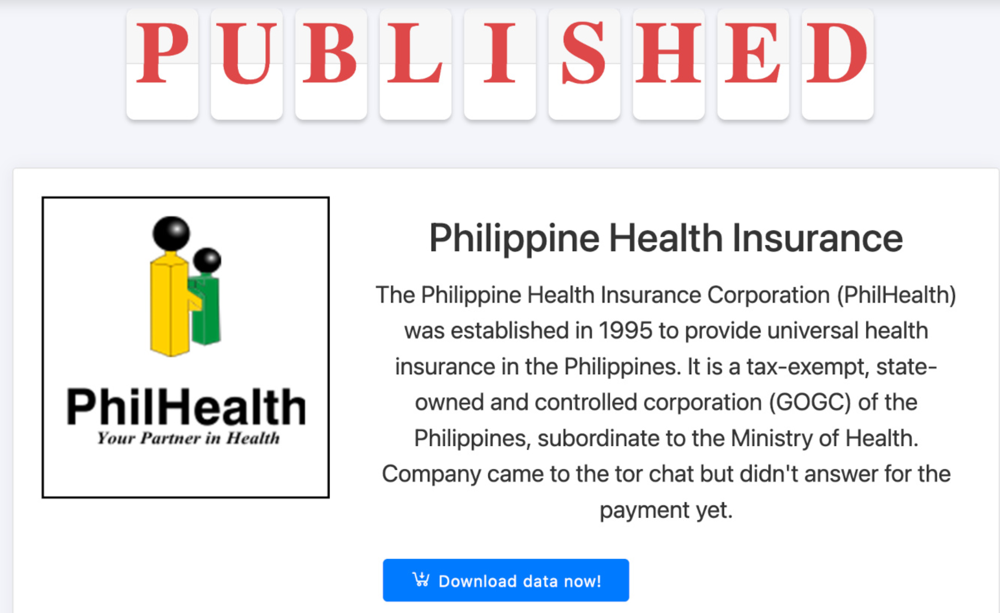 PUBLISHED
PhilHealth
Your Partner in Health
Philippine Health Insurance
The Philippine Health Insurance Corporation (PhilHealth)
was established in 1995 to provide universal health
insurance in the Philippines. It is a tax-exempt, state-
owned and controlled corporation (GOGC) of the
Philippines, subordinate to the Ministry of Health.
Company came to the tor chat but didn't answer for the
payment yet.
Download data now!